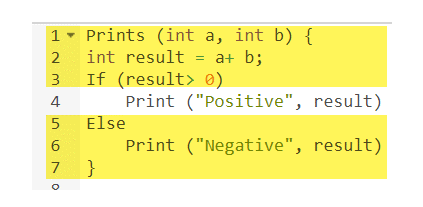 1 Prints (int a, int b) {
2 int result = a+ b;
3 If (result> 0)
4 Print ("Positive", result)
5 Else
6 Print ("Negative", result)
7 }